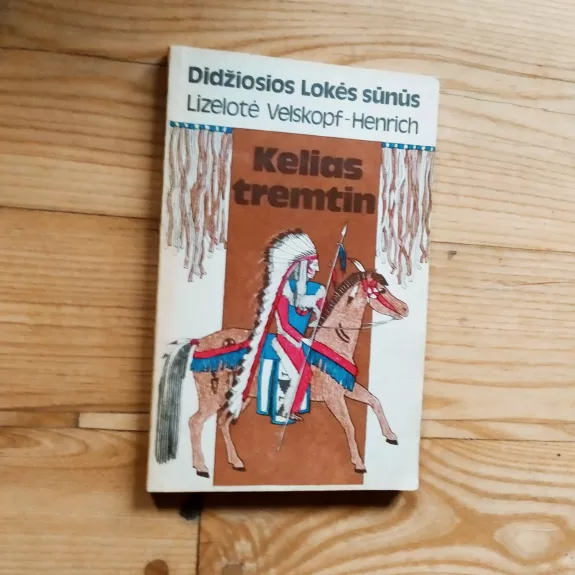 Didžiosios Lokės sūnūs
Lizelotė Velskopf-Henrich
Kelias
tremtin